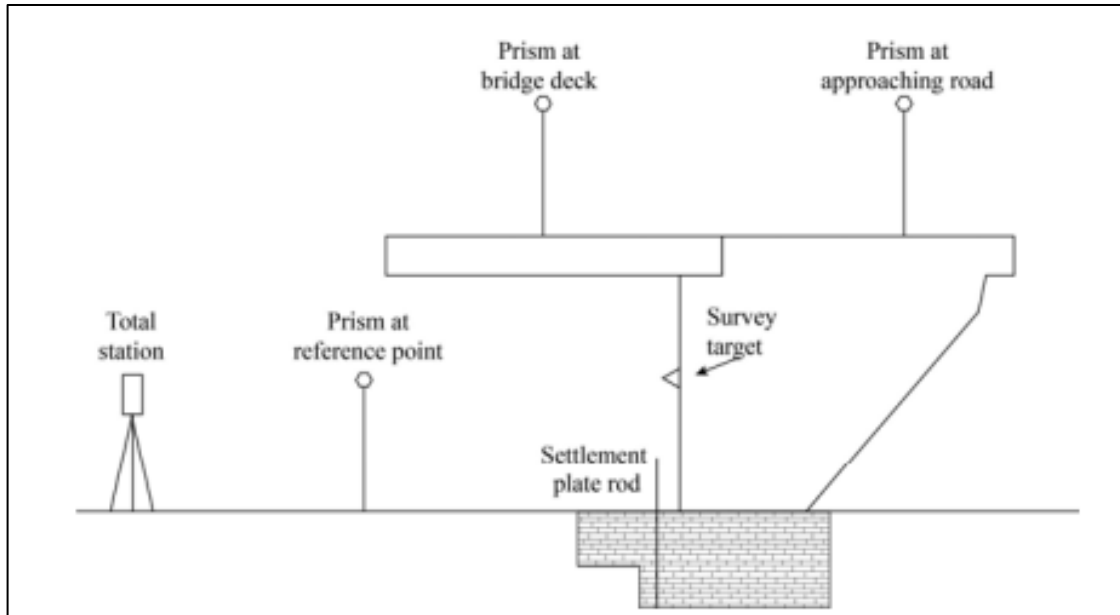 Prism at
bridge deck
Prism at
approaching road
Total
station
Prism at
reference point
Survey
target
Settlement
plate rod